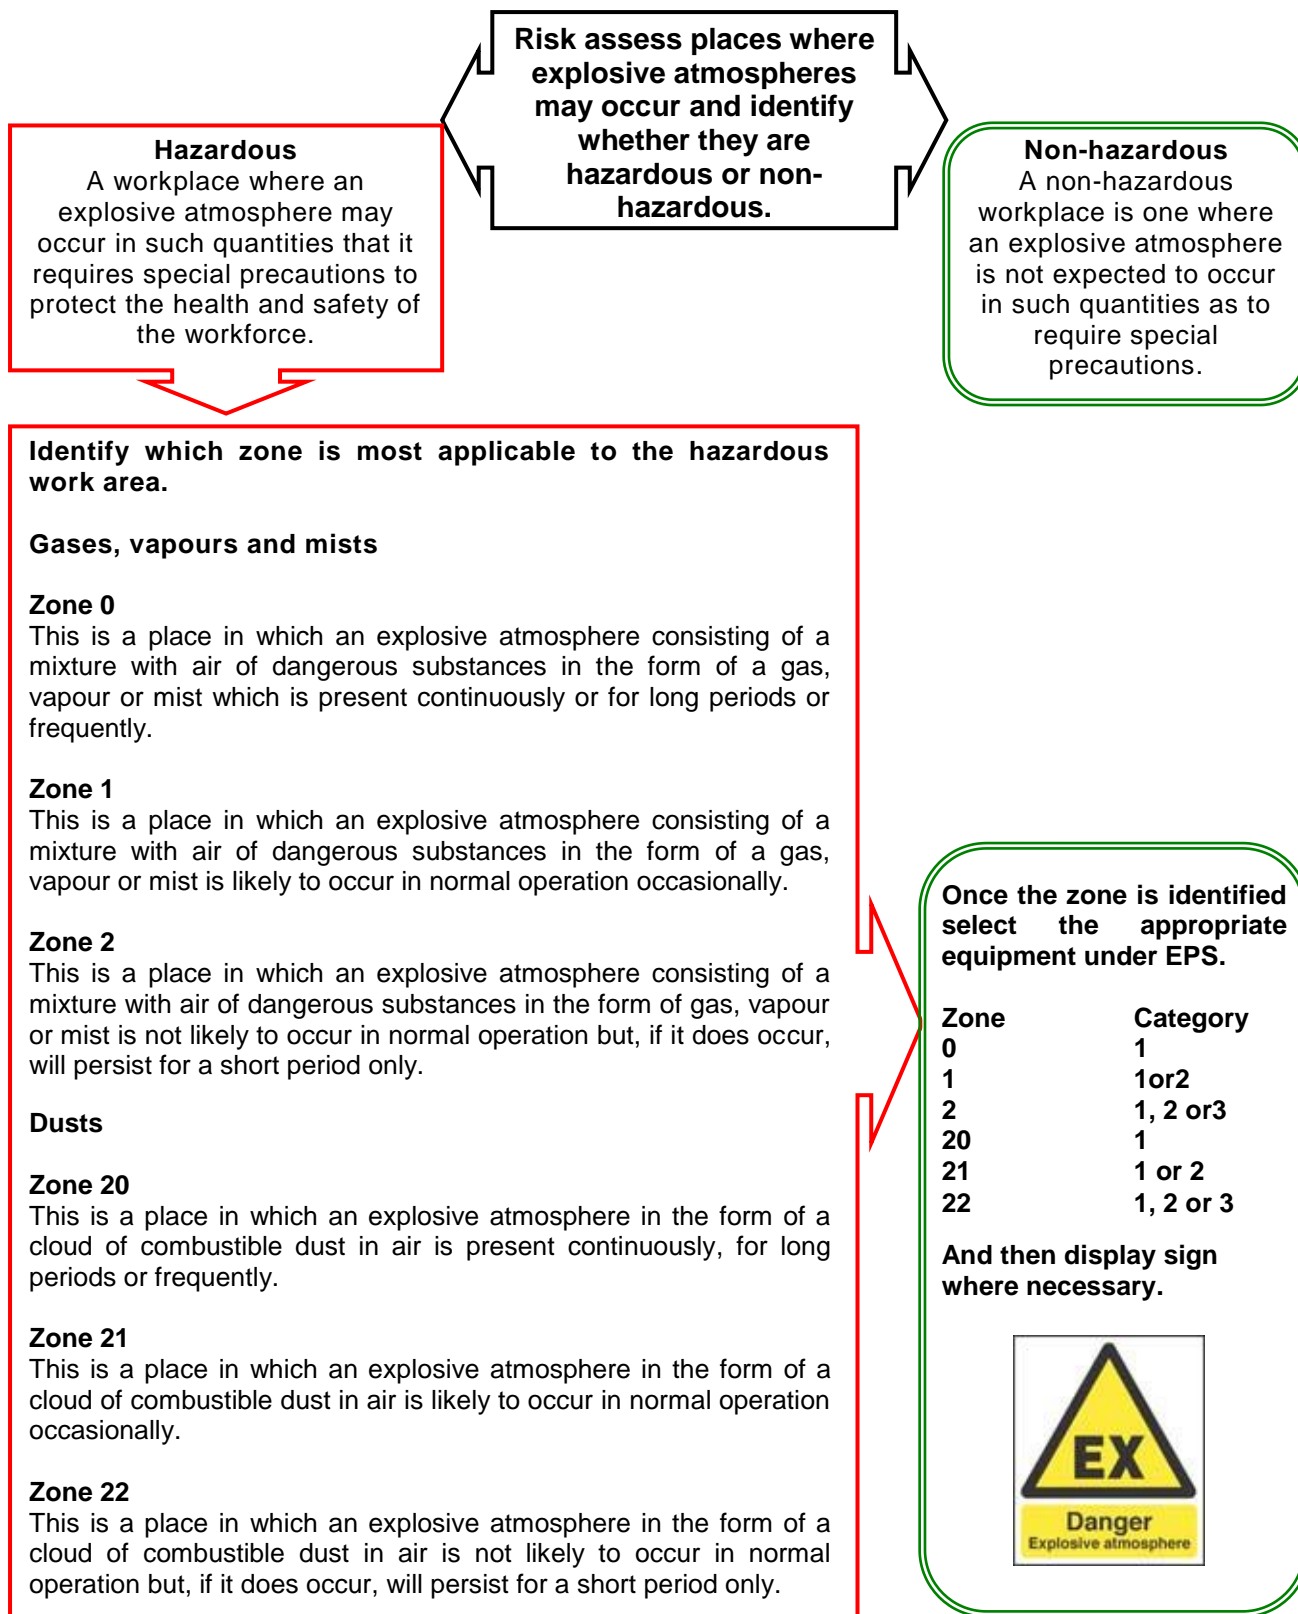 Risk assess places where
explosive atmospheres
may occur and identify
whether they are
hazardous or non-
hazardous.
Hazardous
A workplace where an
explosive atmosphere may
occur in such quantities that it
requires special precautions to
protect the health and safety of
the workforce.
Non-hazardous
A non-hazardous
workplace is one where
an explosive atmosphere
is not expected to occur
in such quantities as to
require special
precautions.
Identify which zone is most applicable to the hazardous
work area.
Gases, vapours and mists
Zone 0
This is a place in which an explosive atmosphere consisting of a
mixture with air of dangerous substances in the form of a gas,
vapour or mist which is present continuously or for long periods or
frequently.
Zone 1
This is a place in which an explosive atmosphere consisting of a
mixture with air of dangerous substances in the form of a gas,
vapour or mist is likely to occur in normal operation occasionally.
Zone 2
This is a place in which an explosive atmosphere consisting of a
mixture with air of dangerous substances in the form of gas, vapour
or mist is not likely to occur in normal operation but, if it does occur,
will persist for a short period only.
Dusts
Zone 20
This is a place in which an explosive atmosphere in the form of a
cloud of combustible dust in air is present continuously, for long
periods or frequently.
Zone 21
This is a place in which an explosive atmosphere in the form of a
cloud of combustible dust in air is likely to occur in normal operation
occasionally.
Zone 22
This is a place in which an explosive atmosphere in the form of a
cloud of combustible dust in air is not likely to occur in normal
operation but, if it does occur, will persist for a short period only.
Once the zone is identified
select the appropriate
equipment under EPS.
Zone Category
0 1
1 1or2
2 1, 2 or3
20 1
21 1 or 2
22 1, 2 or 3
And then display sign
where necessary.
EX
Danger
Explosive atmosphere